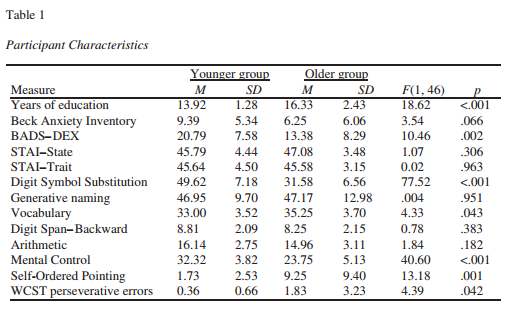 Table 1
Participant Characteristics
Younger group Older group
Measure M SD M SD F(1, 46) p
Years of education 13.92 1.28 16.33 2.43 18.62 <.001
Beck Anxiety Inventory 9.39 5.34 6.25 6.06 3.54 .066
BADS–DEX 20.79 7.58 13.38 8.29 10.46 .002
STAI–State 45.79 4.44 47.08 3.48 1.07 .306
STAI–Trait 45.64 4.50 45.58 3.15 0.02 .963
Digit Symbol Substitution 49.62 7.18 31.58 6.56 77.52 <.001
Generative naming 46.95 9.70 47.17 12.98 .004 .951
Vocabulary 33.00 3.52 35.25 3.70 4.33 .043
Digit Span–Backward 8.81 2.09 8.25 2.15 0.78 .383
Arithmetic 16.14 2.75 14.96 3.11 1.84 .182
Mental Control 32.32 3.82 23.75 5.13 40.60 <.001
Self-Ordered Pointing 1.73 2.53 9.25 9.40 13.18 .001
WCST perseverative errors 0.36 0.66 1.83 3.23 4.39 .042